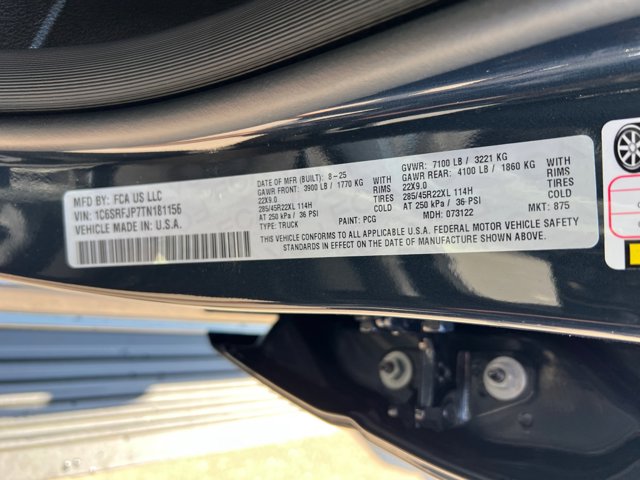 MFD BY: FCA US LLC
VIN: 1C6SRFJP7TN181156
VEHICLE MADE IN: U.S.A.
DATE OF MFR (BUILT): 8-25
GAWR FRONT: 3900 LB / 1770 KG WITH
22X9.0 RIMS
285/45R22XL 114H TIRES
AT 250 kPa / 36 PSI COLD
TYPE: TRUCK PAINT: PCG
GVWR: 7100 LB / 3221 KG
GAWR REAR: 4100 LB / 1860 KG WITH
22X9.0 RIMS
285/45R22XL 114H TIRES
AT 250 kPa / 36 PSI COLD
MDH: 073122 MKT: 875
THIS VEHICLE CONFORMS TO ALL APPLICABLE U.S.A. FEDERAL MOTOR VEHICLE SAFETY
STANDARDS IN EFFECT ON THE DATE OF MANUFACTURE SHOWN ABOVE.